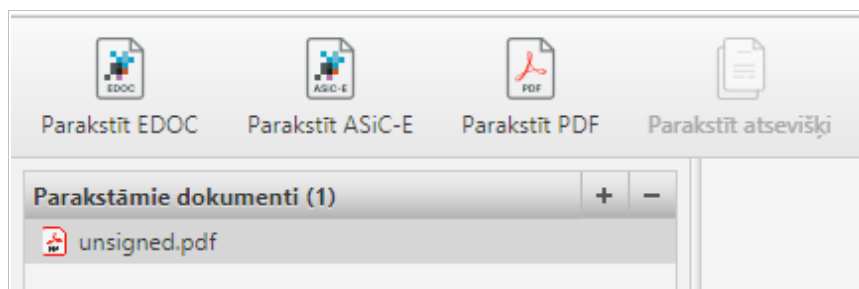 EDOC
ASiC-E
PDF
Parakstīt EDOC
Parakstīt ASiC-E
Parakstīt PDF
Parakstīt atsevišķi
Parakstāmie dokumenti (1)
+ −
unsigned.pdf